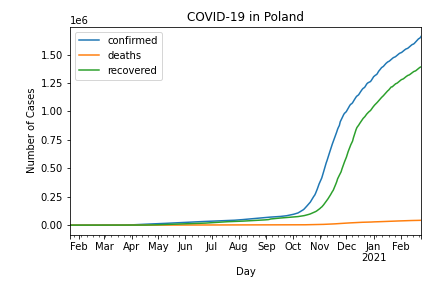 COVID-19 in Poland
1e6
confirmed
deaths
recovered
Number of Cases
1.50
1.25
1.00
0.75
0.50
0.25
0.00
Feb Mar Apr May Jun Jul Aug Sep Oct Nov Dec Jan Feb
2021
Day